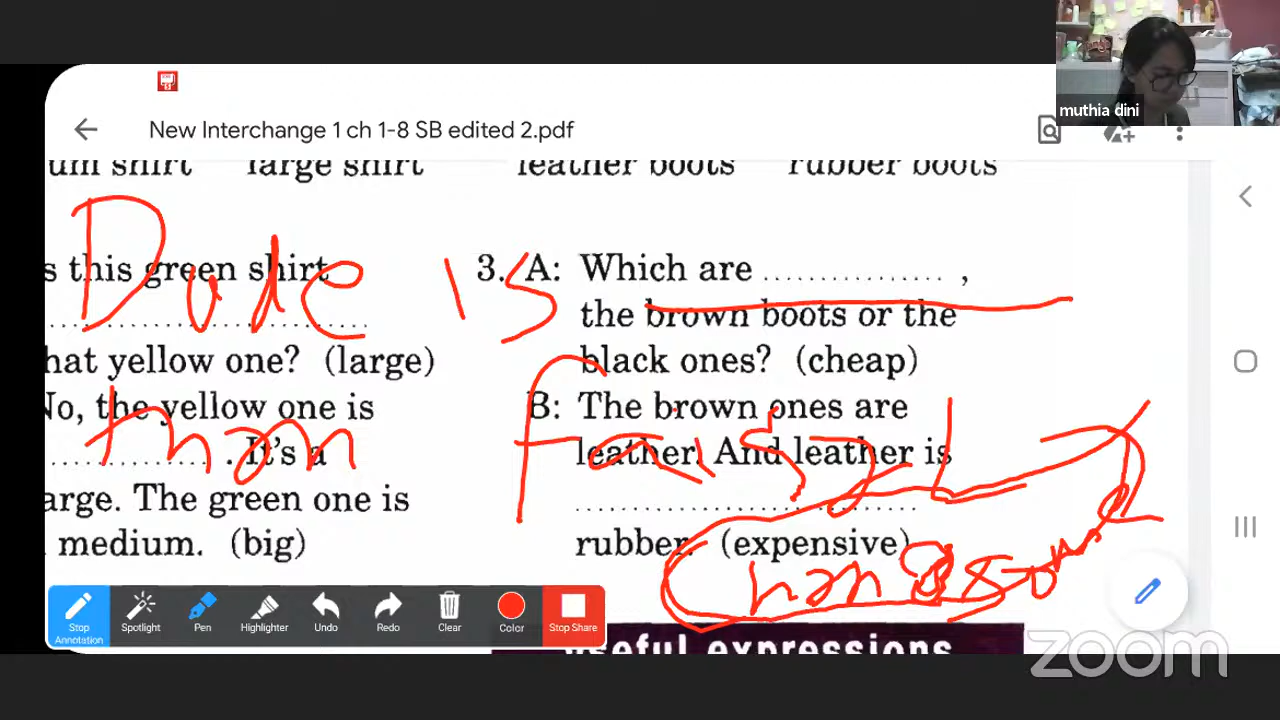 muthia dini
New Interchange 1 ch 1-8 SB edited 2.pdf
um shirt large shirt leather boots rubber boots
s this green shirt
hat yellow one? (large)
No, the yellow one is
. It's a
arge. The green one is
medium. (big)
3. A: Which are ............... ,
the brown boots or the
black ones? (cheap)
B: The brown ones are
leather. And leather is
............................
rubber. (expensive)
Dode is
than faisal
handsome
Stop Annotation Spotlight Pen Highlighter Undo Redo Clear Color Stop Share
useful expressions
zoom